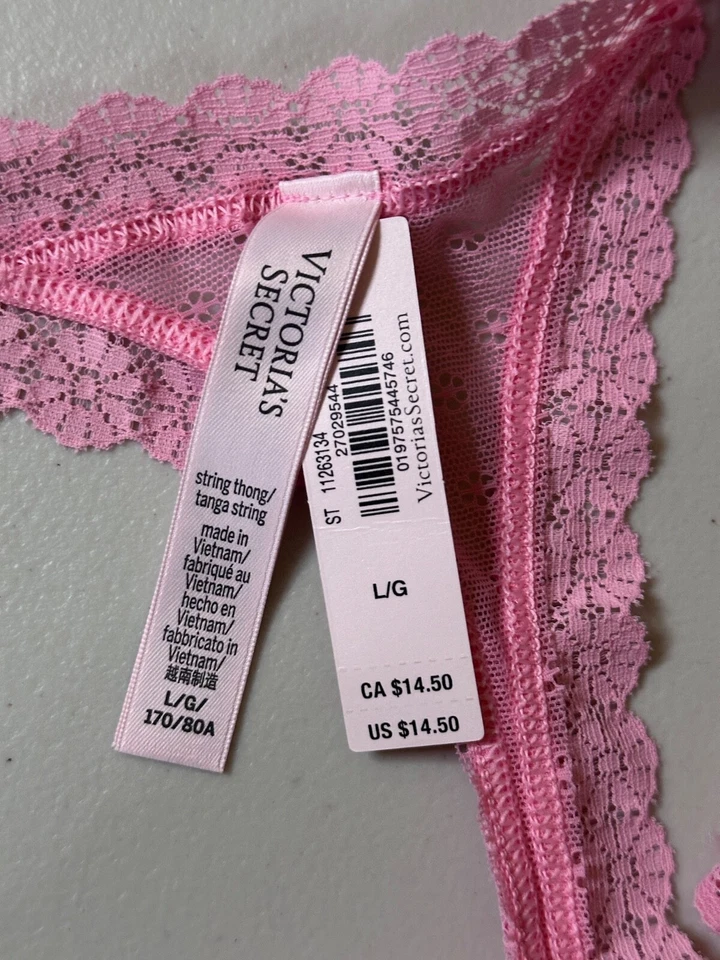 VICTORIA'S
SECRET
string thong/
tanga string
made in
Vietnam/
fabriqué au
Vietnam/
hecho en
Vietnam/
fabbricato in
Vietnam/
越南制造
L/G/
170/80A
ST 11263134
27029544
0197575445746
VictoriasSecret.com
L/G
CA $14.50
US $14.50